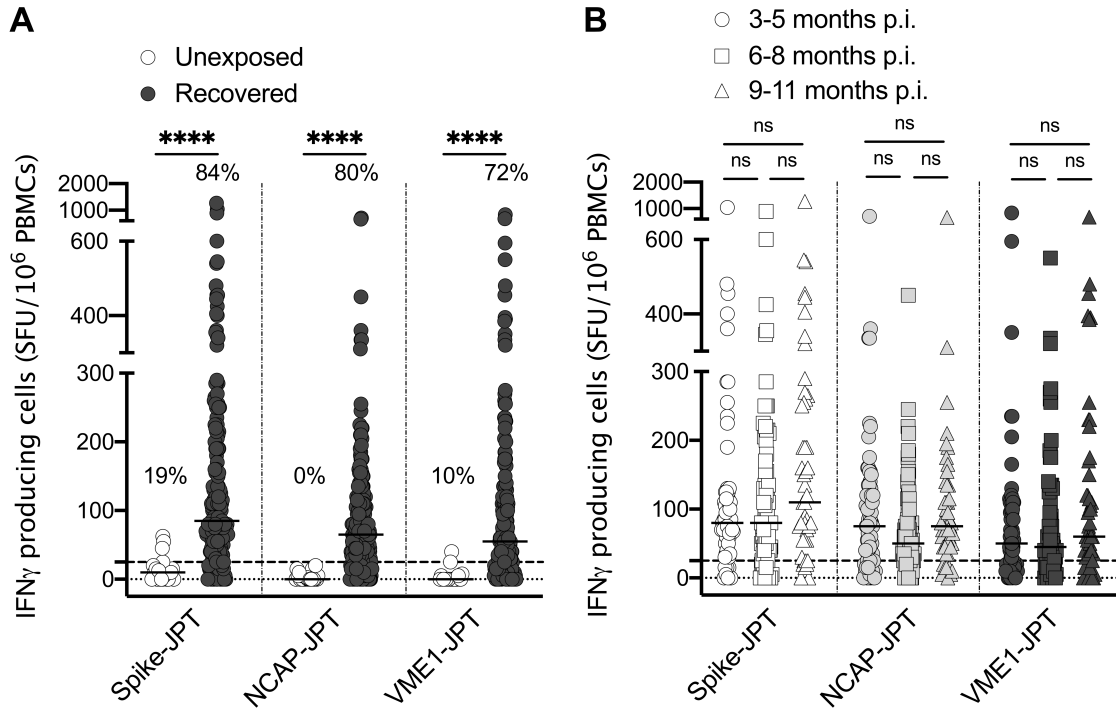 A
Unexposed
Recovered
**** **** ****
84% 80% 72%
IFNγ producing cells (SFU/10⁶ PBMCs)
2000
1000
600
400
300
200
100
0
19% 0% 10%
Spike-JPT NCAP-JPT VME1-JPT
B
3-5 months p.i.
6-8 months p.i.
9-11 months p.i.
ns ns ns
ns ns ns ns ns ns
IFNγ producing cells (SFU/10⁶ PBMCs)
2000
1000
600
400
300
200
100
0
Spike-JPT NCAP-JPT VME1-JPT